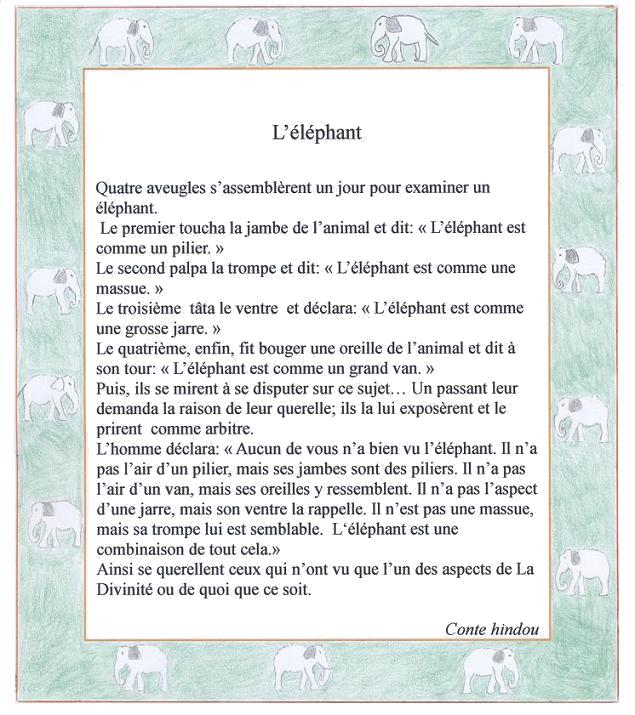 L'éléphant
Quatre aveugles s'assemblèrent un jour pour examiner un
éléphant.
Le premier toucha la jambe de l'animal et dit: « L'éléphant est
comme un pilier. »
Le second palpa la trompe et dit: « L'éléphant est comme une
massue. »
Le troisième tâta le ventre et déclara: « L'éléphant est comme
une grosse jarre. »
Le quatrième, enfin, fit bouger une oreille de l'animal et dit à
son tour: « L'éléphant est comme un grand van. »
Puis, ils se mirent à se disputer sur ce sujet… Un passant leur
demanda la raison de leur querelle; ils la lui exposèrent et le
prirent comme arbitre.
L'homme déclara: « Aucun de vous n'a bien vu l'éléphant. Il n'a
pas l'air d'un pilier, mais ses jambes sont des piliers. Il n'a pas
l'air d'un van, mais ses oreilles y ressemblent. Il n'a pas l'aspect
d'une jarre, mais son ventre la rappelle. Il n'est pas une massue,
mais sa trompe lui est semblable. L'éléphant est une
combinaison de tout cela.»
Ainsi se querellent ceux qui n'ont vu que l'un des aspects de La
Divinité ou de quoi que ce soit.
Conte hindou